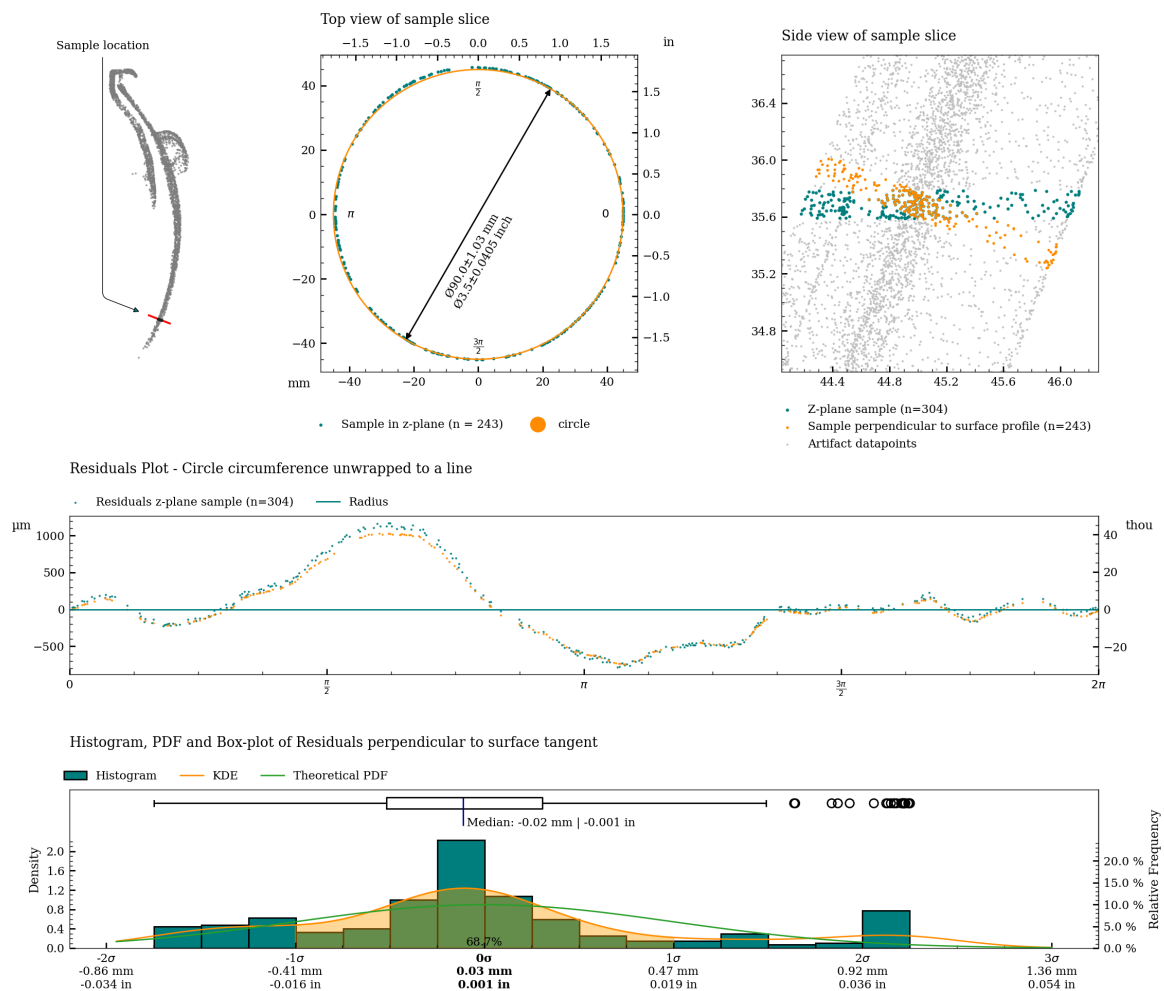 Sample location
Top view of sample slice
−1.5 −1.0 −0.5 0.0 0.5 1.0 1.5 in
40 20 0 −20 −40
1.5 1.0 0.5 0.0 −0.5 −1.0 −1.5
π/2
π
0
3π/2
Ø90.0±1.03 mm
Ø3.5±0.0405 inch
mm −40 −20 0 20 40
Sample in z-plane (n = 243) circle
Side view of sample slice
36.4
36.0
35.6
35.2
34.8
44.4 44.8 45.2 45.6 46.0
Z-plane sample (n=304)
Sample perpendicular to surface profile (n=243)
Artifact datapoints
Residuals Plot - Circle circumference unwrapped to a line
Residuals z-plane sample (n=304) Radius
µm thou
1000 40
500 20
0 0
−500 −20
0 π/2 π 3π/2 2π
Histogram, PDF and Box-plot of Residuals perpendicular to surface tangent
Histogram KDE Theoretical PDF
Median: -0.02 mm | -0.001 in
Density
2.0
1.6
1.2
0.8
0.4
0.0
Relative Frequency
20.0 %
15.0 %
10.0 %
5.0 %
0.0 %
68.7%
-2σ -1σ 0σ 1σ 2σ 3σ
-0.86 mm -0.41 mm 0.03 mm 0.47 mm 0.92 mm 1.36 mm
-0.034 in -0.016 in 0.001 in 0.019 in 0.036 in 0.054 in